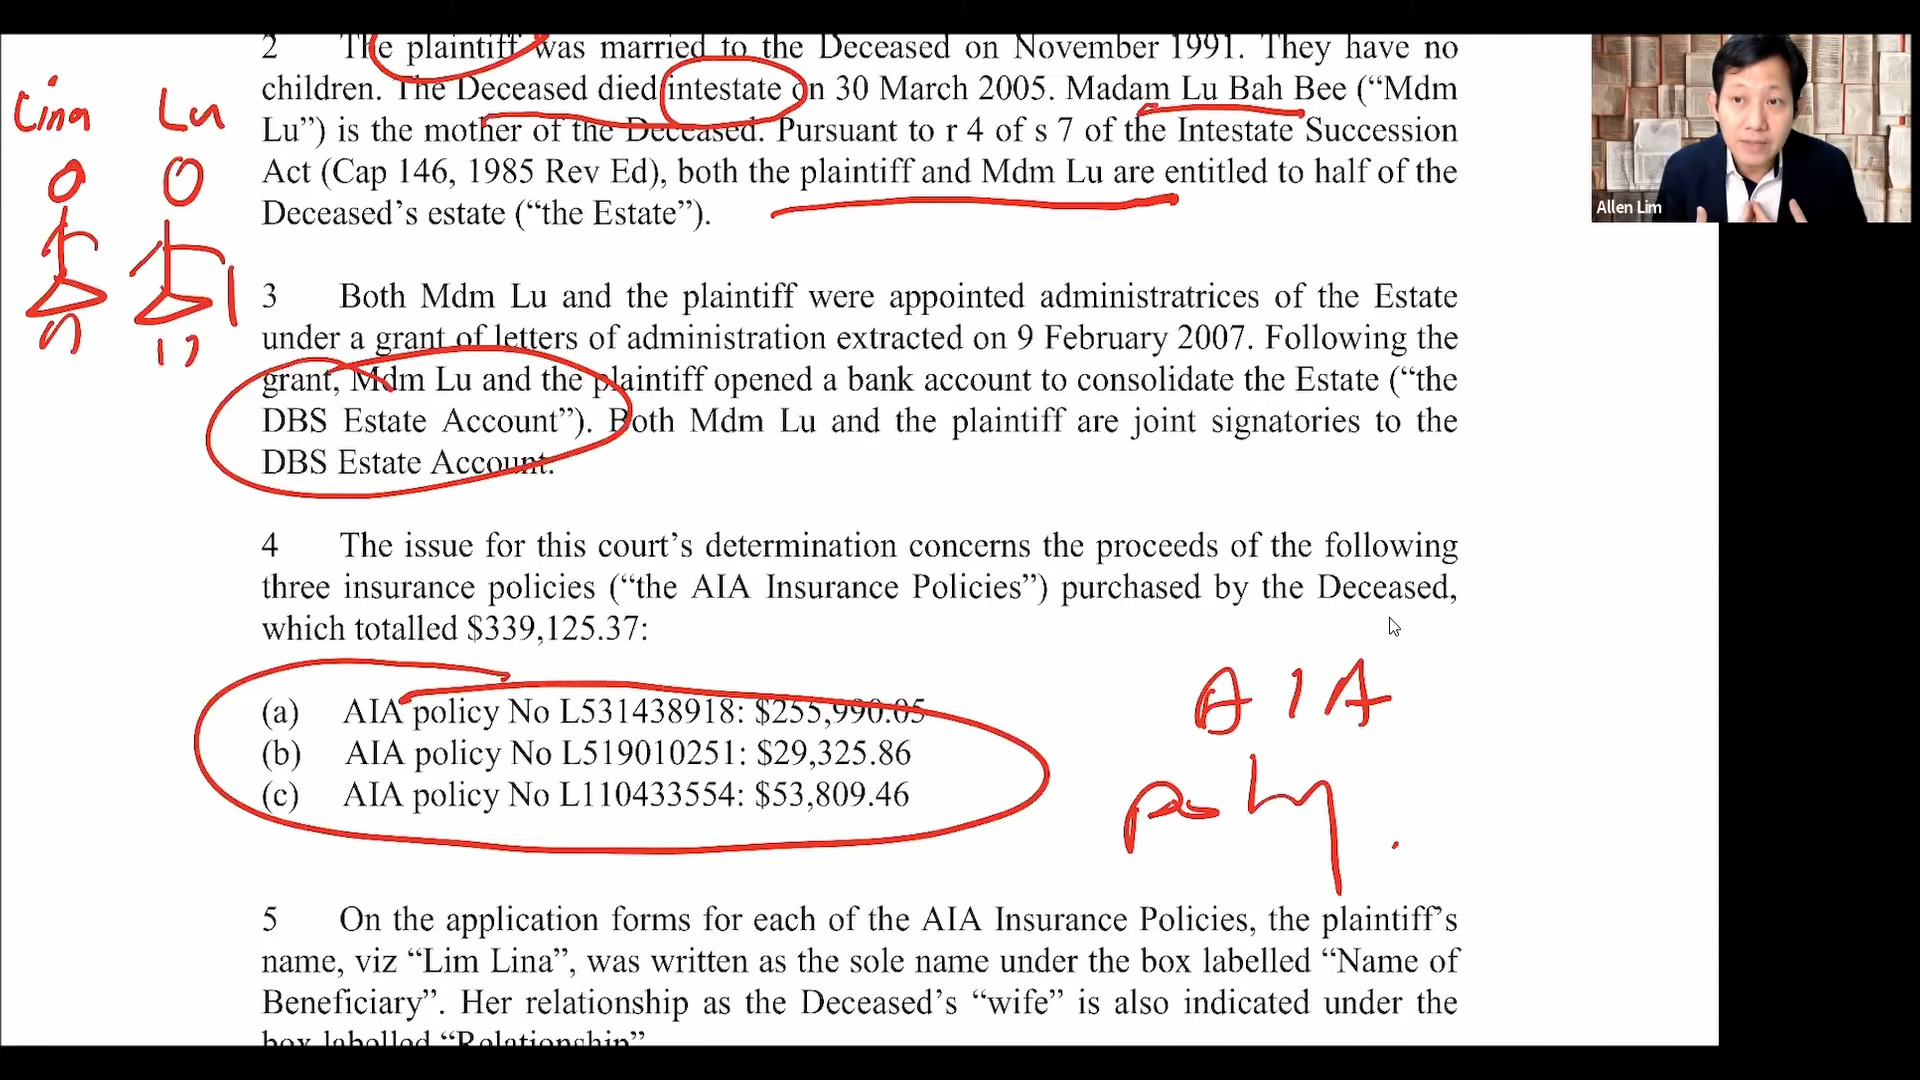 2 The plaintiff was married to the Deceased on November 1991. They have no
children. The Deceased died intestate on 30 March 2005. Madam Lu Bah Bee (“Mdm
Lu”) is the mother of the Deceased. Pursuant to r 4 of s 7 of the Intestate Succession
Act (Cap 146, 1985 Rev Ed), both the plaintiff and Mdm Lu are entitled to half of the
Deceased’s estate (“the Estate”).
Lina Lu
3 Both Mdm Lu and the plaintiff were appointed administratrices of the Estate
under a grant of letters of administration extracted on 9 February 2007. Following the
grant, Mdm Lu and the plaintiff opened a bank account to consolidate the Estate (“the
DBS Estate Account”). Both Mdm Lu and the plaintiff are joint signatories to the
DBS Estate Account.
4 The issue for this court’s determination concerns the proceeds of the following
three insurance policies (“the AIA Insurance Policies”) purchased by the Deceased,
which totalled $339,125.37:
(a) AIA policy No L531438918: $255,990.05
(b) AIA policy No L519010251: $29,325.86
(c) AIA policy No L110433554: $53,809.46
AIA
policy
5 On the application forms for each of the AIA Insurance Policies, the plaintiff’s
name, viz “Lim Lina”, was written as the sole name under the box labelled “Name of
Beneficiary”. Her relationship as the Deceased’s “wife” is also indicated under the
box labelled “Relationship”
Allen Lim